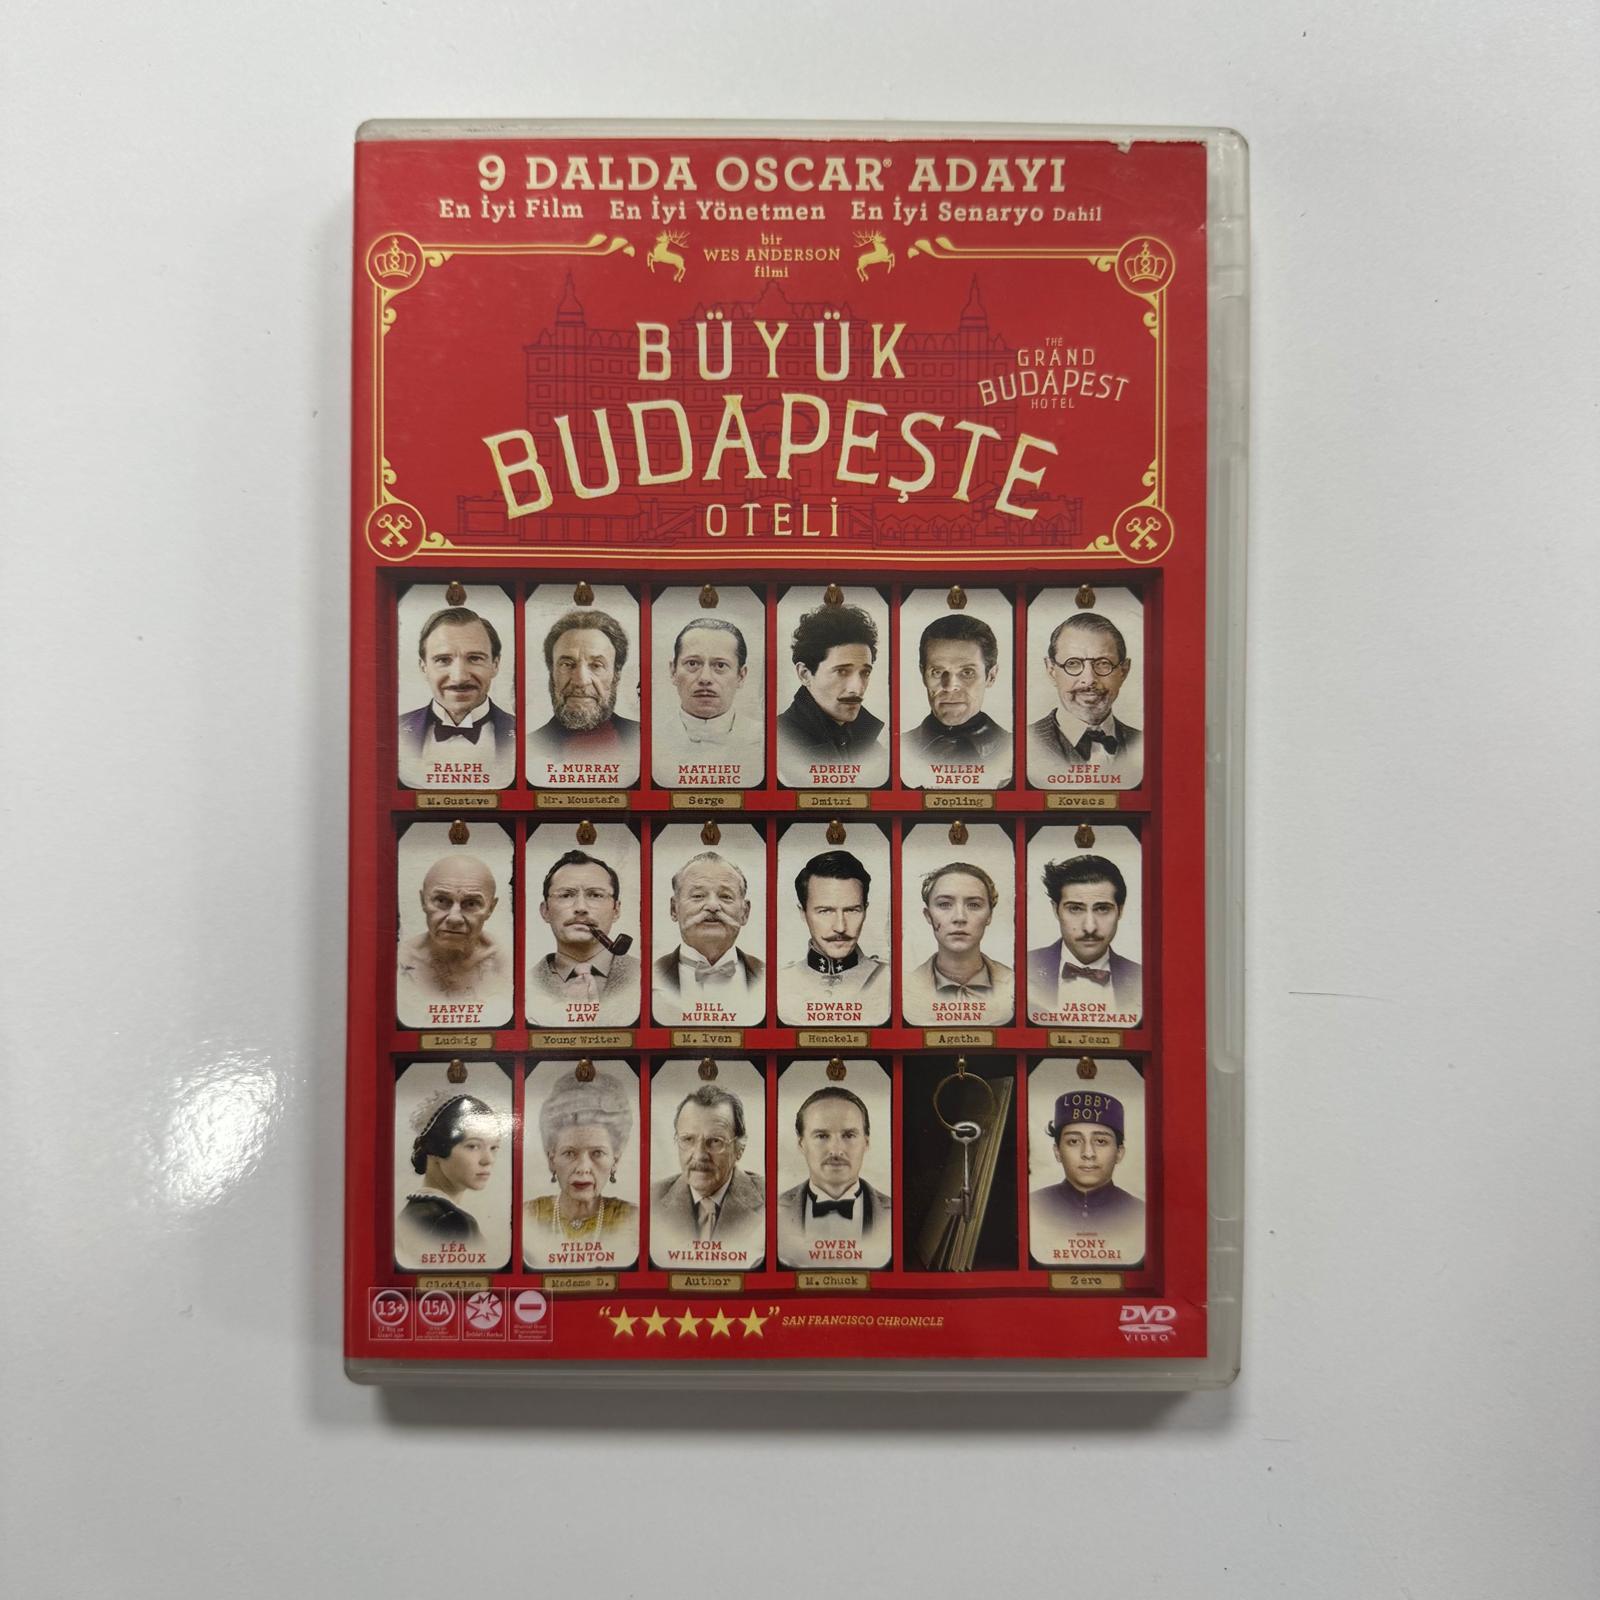 9 DALDA OSCAR® ADAYI
En İyi Film En İyi Yönetmen En İyi Senaryo Dahil
bir
WES ANDERSON
filmi
BÜYÜK
BUDAPEŞTE
OTELİ
THE
GRAND
BUDAPEST
HOTEL
RALPH
FIENNES
M. Gustave
F. MURRAY
ABRAHAM
Mr. Moustafa
MATHIEU
AMALRIC
Serge
ADRIEN
BRODY
Dmitri
WILLEM
DAFOE
Jopling
JEFF
GOLDBLUM
Kovacs
HARVEY
KEITEL
Ludwig
JUDE
LAW
Young Writer
BILL
MURRAY
M. Ivan
EDWARD
NORTON
Henckels
SAOIRSE
RONAN
Agatha
JASON
SCHWARTZMAN
M. Jean
LÉA
SEYDOUX
Clotilde
TILDA
SWINTON
Madame D.
TOM
WILKINSON
Author
OWEN
WILSON
M. Chuck
LOBBY
BOY
TONY
REVOLORI
Zero
13+
15A
“★★★★★” SAN FRANCISCO CHRONICLE
DVD
VIDEO